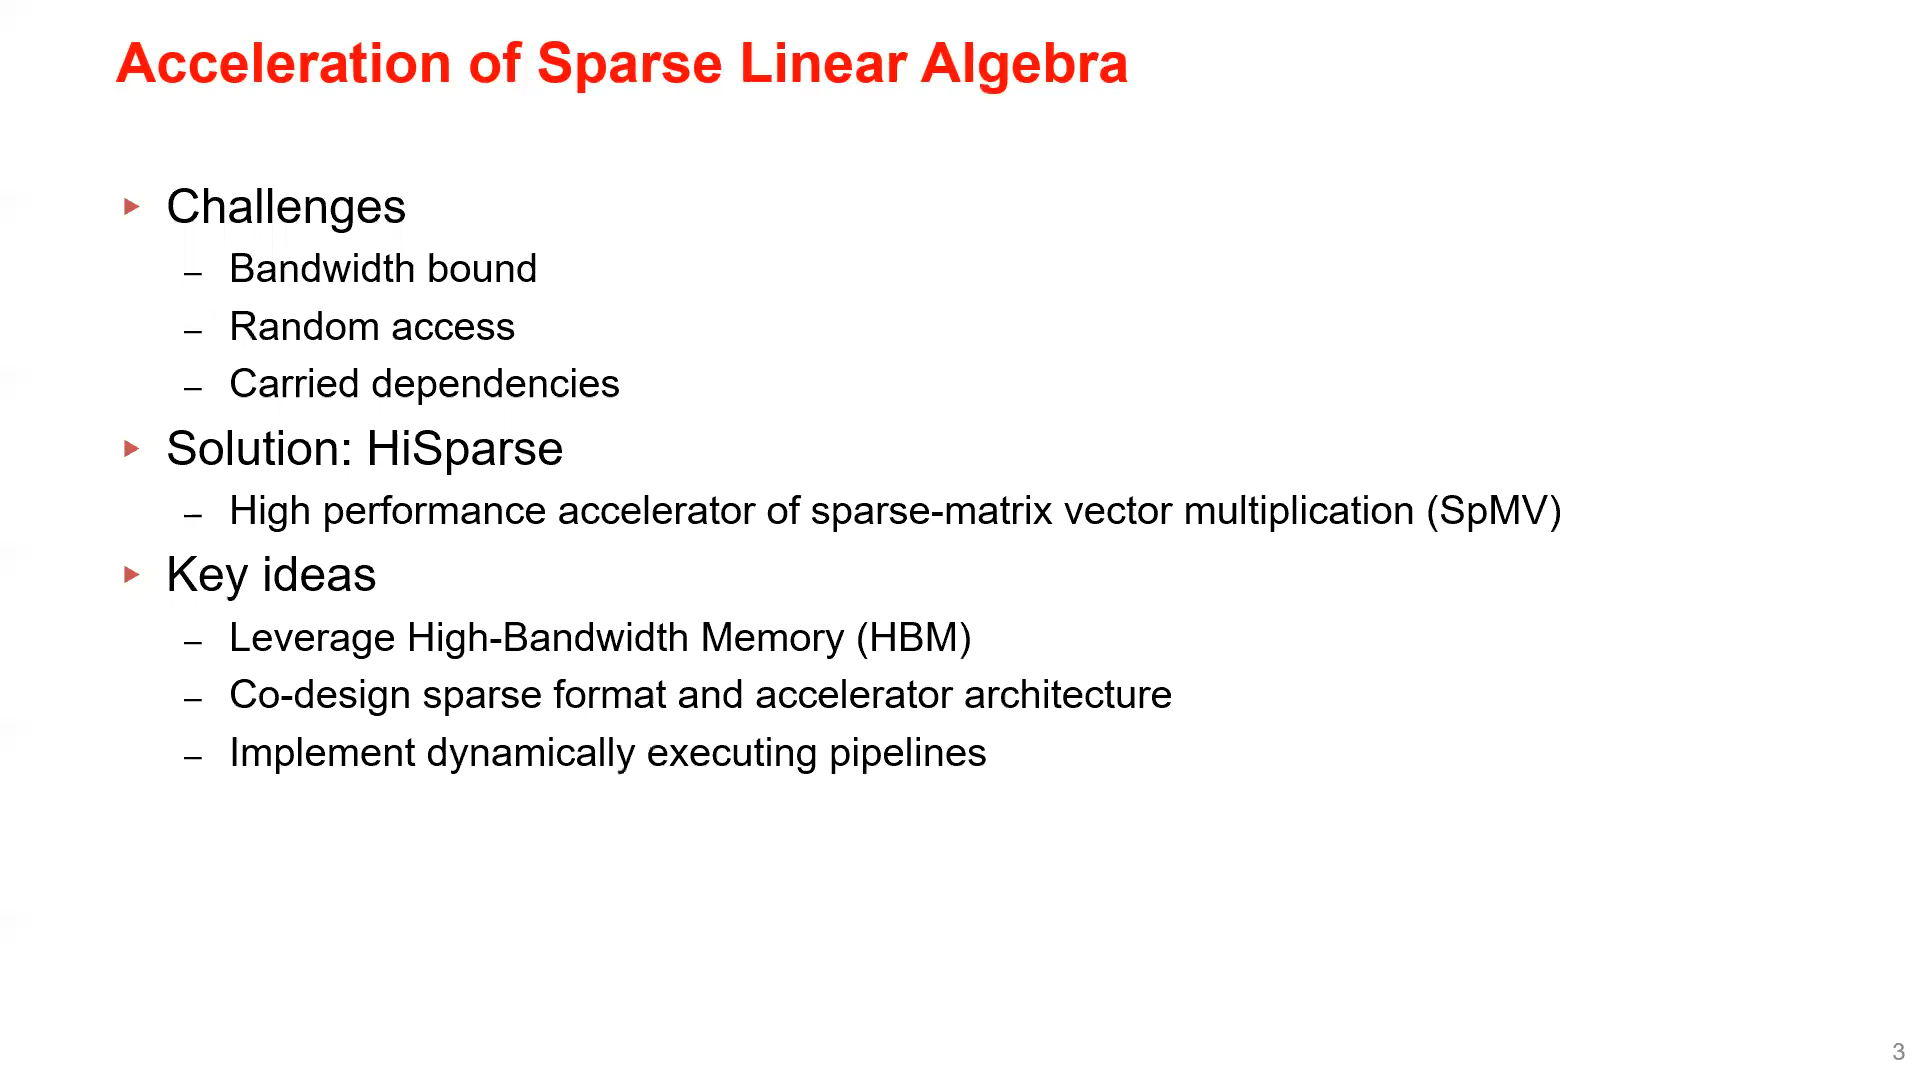 Acceleration of Sparse Linear Algebra
Challenges
– Bandwidth bound
– Random access
– Carried dependencies
Solution: HiSparse
– High performance accelerator of sparse-matrix vector multiplication (SpMV)
Key ideas
– Leverage High-Bandwidth Memory (HBM)
– Co-design sparse format and accelerator architecture
– Implement dynamically executing pipelines
3